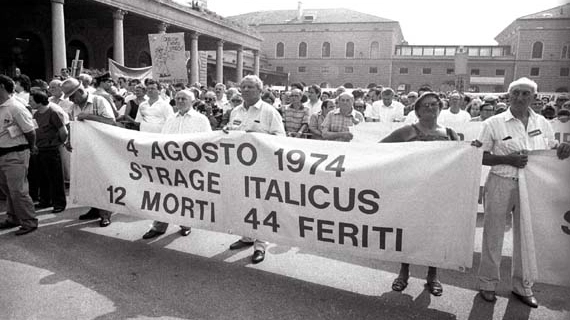 4 AGOSTO 1974
STRAGE ITALICUS
12 MORTI 44 FERITI